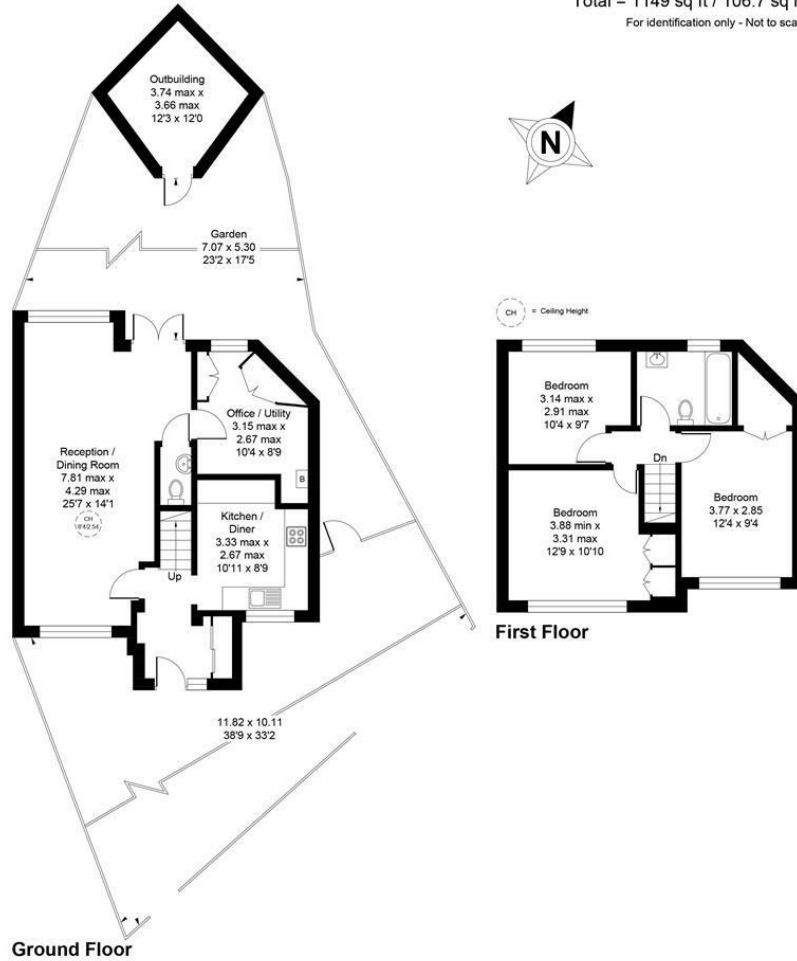 Total = 1149 sq ft / 106.7 sq
For identification only - Not to sca
Outbuilding
3.74 max x
3.66 max
12'3 x 12'0
N
Garden
7.07 x 5.30
23'2 x 17'5
CH = Ceiling Height
Office / Utility
3.15 max x
2.67 max
10'4 x 8'9
B
Reception /
Dining Room
7.81 max x
4.29 max
25'7 x 14'1
CH
Kitchen /
Diner
3.33 max x
2.67 max
10'11 x 8'9
Up
11.82 x 10.11
38'9 x 33'2
Ground Floor
Bedroom
3.14 max x
2.91 max
10'4 x 9'7
Dn
Bedroom
3.88 min x
3.31 max
12'9 x 10'10
Bedroom
3.77 x 2.85
12'4 x 9'4
First Floor